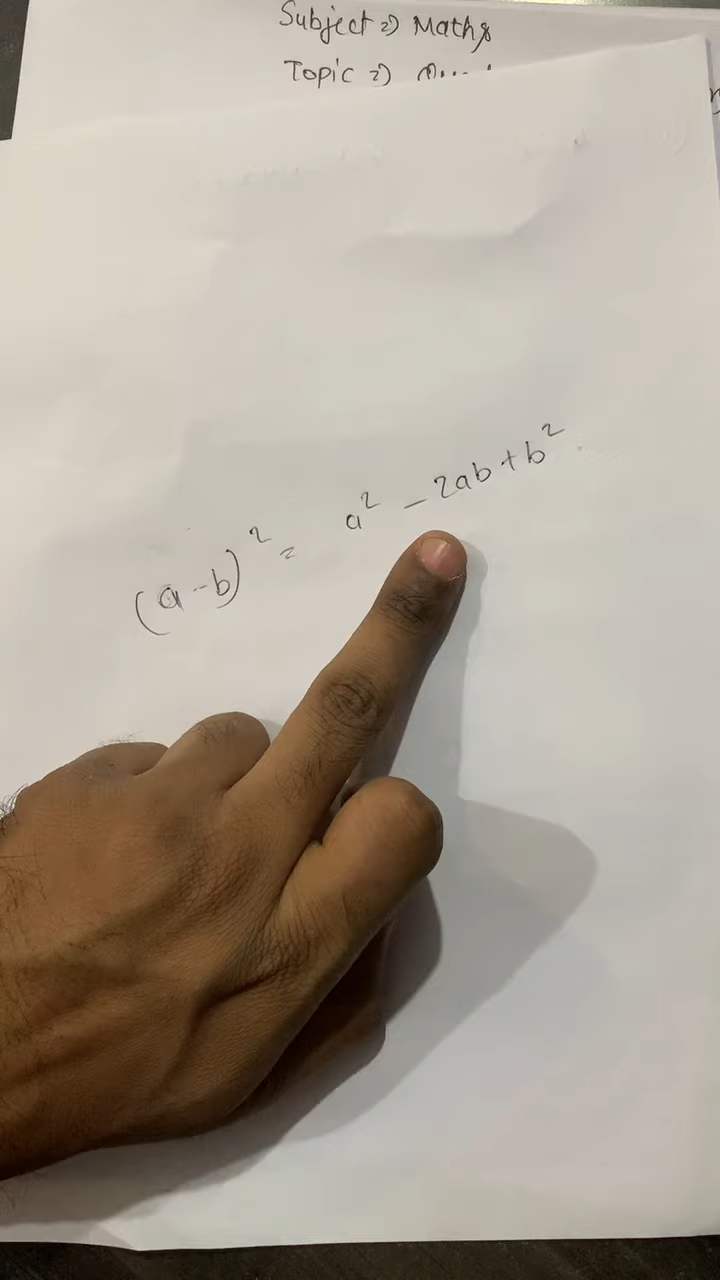 Subject => Maths
Topic =>
(a-b)² = a² - 2ab + b²